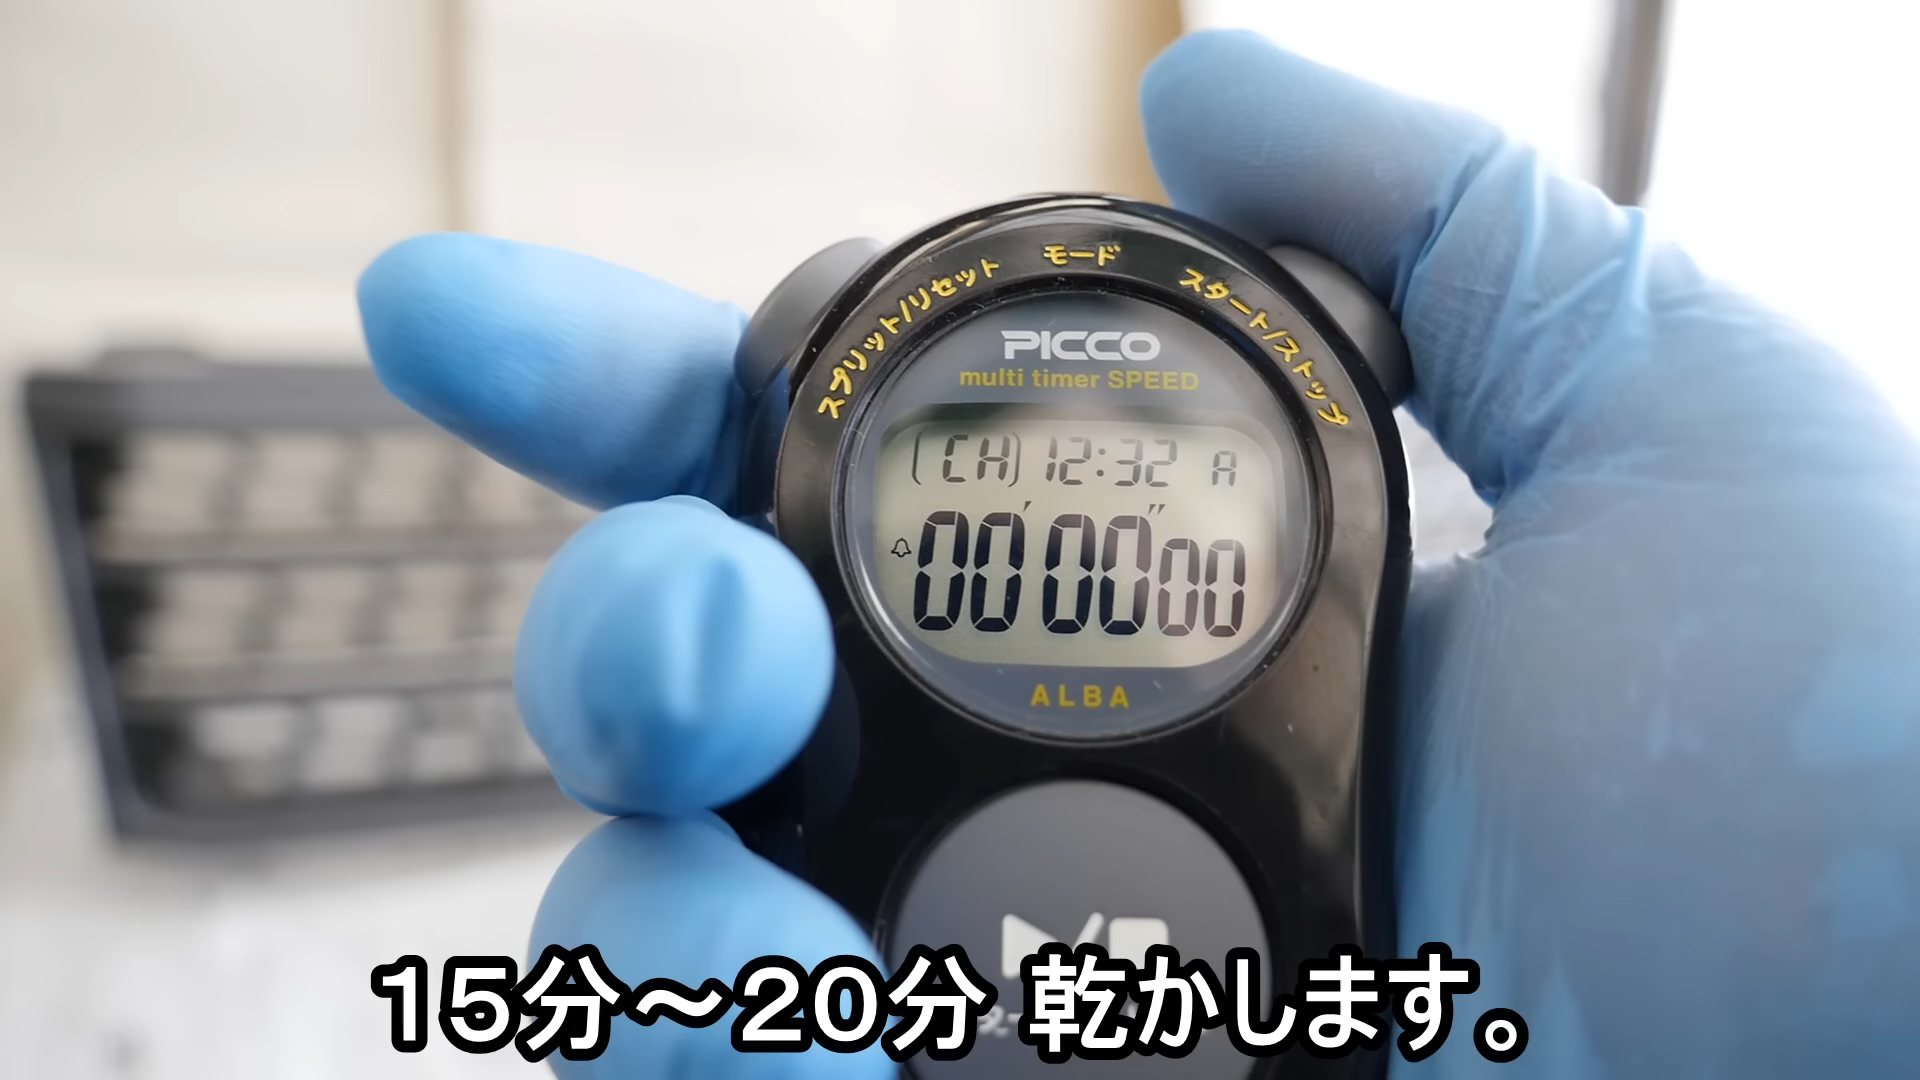 スプリット/リセット
モード
スタート/ストップ
PICCO
multi timer SPEED
(CH) 12:32 A
00'00"00
ALBA
15分～20分 乾かします。